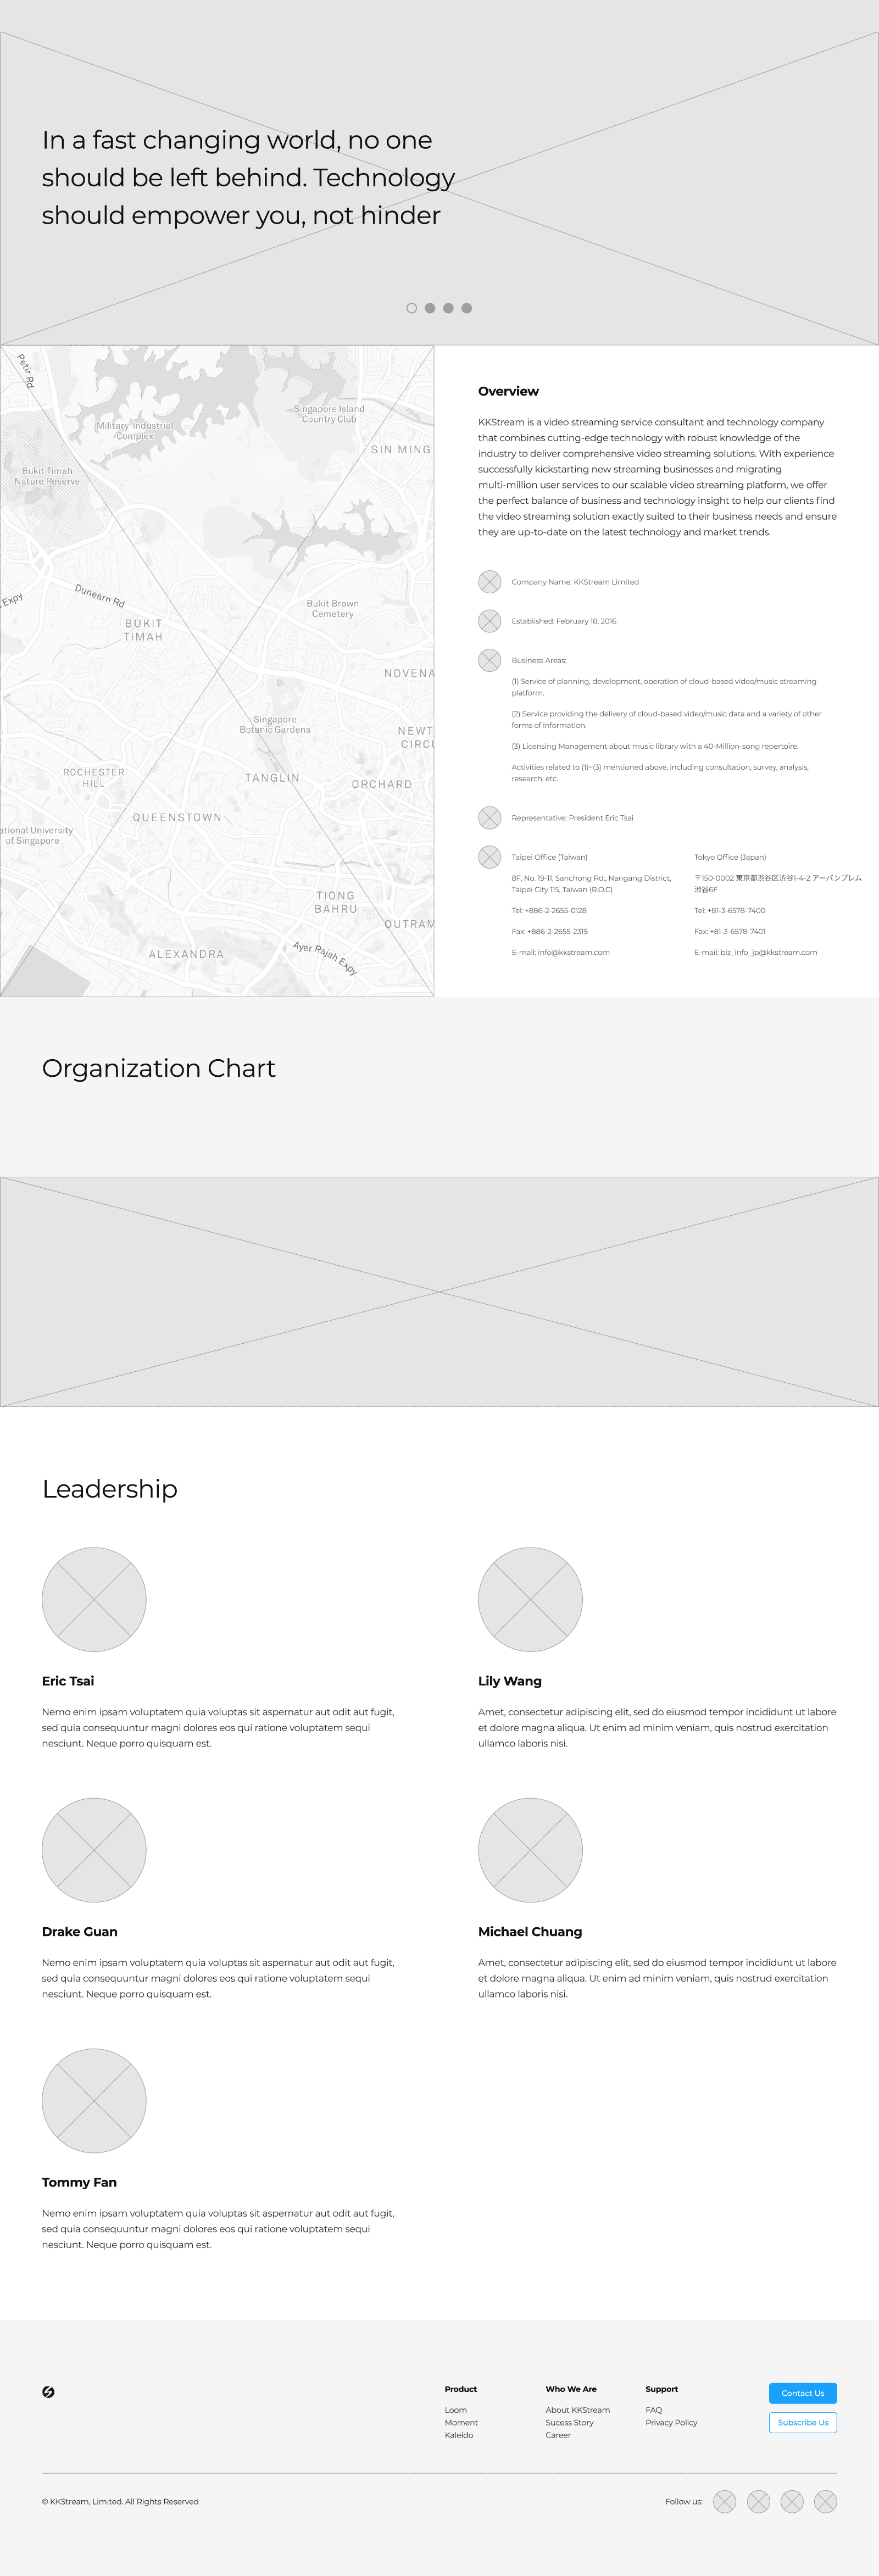 In a fast changing world, no one
should be left behind. Technology
should empower you, not hinder
Petir Rd
Military-Industrial
Complex
Singapore Island
Country Club
SIN MING
Bukit Timah
Nature Reserve
Expy
Dunearn Rd
BUKIT
TIMAH
Bukit Brown
Cemetery
NOVENA
Singapore
Botanic Gardens
NEWT
CIRCU
ROCHESTER
HILL
TANGLIN
ORCHARD
QUEENSTOWN
ational University
of Singapore
TIONG
BAHRU
OUTRAM
ALEXANDRA
Ayer Rajah Expy
Overview
KKStream is a video streaming service consultant and technology company
that combines cutting-edge technology with robust knowledge of the
industry to deliver comprehensive video streaming solutions. With experience
successfully kickstarting new streaming businesses and migrating
multi-million user services to our scalable video streaming platform, we offer
the perfect balance of business and technology insight to help our clients find
the video streaming solution exactly suited to their business needs and ensure
they are up-to-date on the latest technology and market trends.
Company Name: KKStream Limited
Established: February 18, 2016
Business Areas:
(1) Service of planning, development, operation of cloud-based video/music streaming
platform.
(2) Service providing the delivery of cloud-based video/music data and a variety of other
forms of information.
(3) Licensing Management about music library with a 40-Million-song repertoire.
Activities related to (1)~(3) mentioned above, including consultation, survey, analysis,
research, etc.
Representative: President Eric Tsai
Taipei Office (Taiwan)
8F, No. 19-11, Sanchong Rd., Nangang District,
Taipei City 115, Taiwan (R.O.C)
Tel: +886-2-2655-0128
Fax: +886-2-2655-2315
E-mail: info@kkstream.com
Tokyo Office (Japan)
〒150-0002 東京都渋谷区渋谷1-4-2 アーバンプレム
渋谷6F
Tel: +81-3-6578-7400
Fax: +81-3-6578-7401
E-mail: biz_info_jp@kkstream.com
Organization Chart
Leadership
Eric Tsai
Nemo enim ipsam voluptatem quia voluptas sit aspernatur aut odit aut fugit,
sed quia consequuntur magni dolores eos qui ratione voluptatem sequi
nesciunt. Neque porro quisquam est.
Lily Wang
Amet, consectetur adipiscing elit, sed do eiusmod tempor incididunt ut labore
et dolore magna aliqua. Ut enim ad minim veniam, quis nostrud exercitation
ullamco laboris nisi.
Drake Guan
Nemo enim ipsam voluptatem quia voluptas sit aspernatur aut odit aut fugit,
sed quia consequuntur magni dolores eos qui ratione voluptatem sequi
nesciunt. Neque porro quisquam est.
Michael Chuang
Amet, consectetur adipiscing elit, sed do eiusmod tempor incididunt ut labore
et dolore magna aliqua. Ut enim ad minim veniam, quis nostrud exercitation
ullamco laboris nisi.
Tommy Fan
Nemo enim ipsam voluptatem quia voluptas sit aspernatur aut odit aut fugit,
sed quia consequuntur magni dolores eos qui ratione voluptatem sequi
nesciunt. Neque porro quisquam est.
Product
Loom
Moment
Kaleido
Who We Are
About KKStream
Sucess Story
Career
Support
FAQ
Privacy Policy
Contact Us
Subscribe Us
© KKStream, Limited. All Rights Reserved
Follow us: